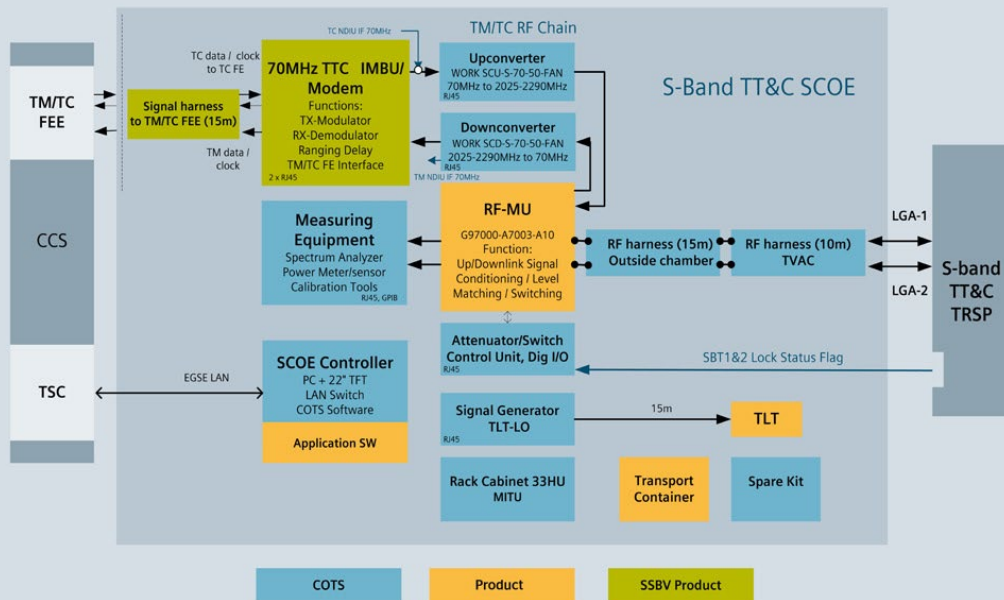 TC NDIU IF 70MHz
TM/TC RF Chain
S-Band TT&C SCOE
TC data / clock
to TC FE
TM/TC
FEE
Signal harness
to TM/TC FEE (15m)
TM data /
clock
70MHz TTC IMBU/
Modem
Functions:
TX-Modulator
RX-Demodulator
Ranging Delay
TM/TC FE Interface
2 x RJ45
Upconverter
WORK SCU-S-70-50-FAN
70MHz to 2025-2290MHz
RJ45
Downconverter
WORK SCD-S-70-50-FAN
2025-2290MHz to 70MHz
RJ45
TM NDIU IF 70MHz
CCS
Measuring
Equipment
Spectrum Analyzer
Power Meter/sensor
Calibration Tools
RJ45, GPIB
RF-MU
G97000-A7003-A10
Function:
Up/Downlink Signal
Conditioning / Level
Matching / Switching
RF harness (15m)
Outside chamber
RF harness (10m)
TVAC
LGA-1
LGA-2
S-band
TT&C
TRSP
Attenuator/Switch
Control Unit, Dig I/O
RJ45
SBT1&2 Lock Status Flag
TSC
EGSE LAN
SCOE Controller
PC + 22" TFT
LAN Switch
COTS Software
Application SW
Signal Generator
TLT-LO
RJ45
15m
TLT
Rack Cabinet 33HU
MITU
Transport
Container
Spare Kit
COTS
Product
SSBV Product